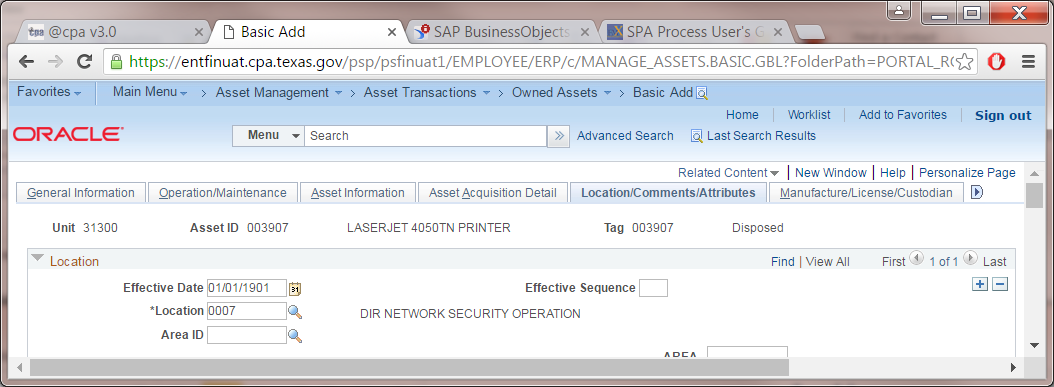 tpa @cpa v3.0 Basic Add SAP BusinessObjects SPA Process User's G
https://entfinuat.cpa.texas.gov/psp/psfinuat1/EMPLOYEE/ERP/c/MANAGE_ASSETS.BASIC.GBL?FolderPath=PORTAL_R
Favorites Main Menu > Asset Management > Asset Transactions > Owned Assets > Basic Add
Home Worklist Add to Favorites Sign out
ORACLE Menu Search Advanced Search Last Search Results
Related Content New Window Help Personalize Page
General Information Operation/Maintenance Asset Information Asset Acquisition Detail Location/Comments/Attributes Manufacture/License/Custodian
Unit 31300 Asset ID 003907 LASERJET 4050TN PRINTER Tag 003907 Disposed
Location Find | View All First 1 of 1 Last
Effective Date 01/01/1901 31 Effective Sequence
*Location 0007 DIR NETWORK SECURITY OPERATION
Area ID
AREA